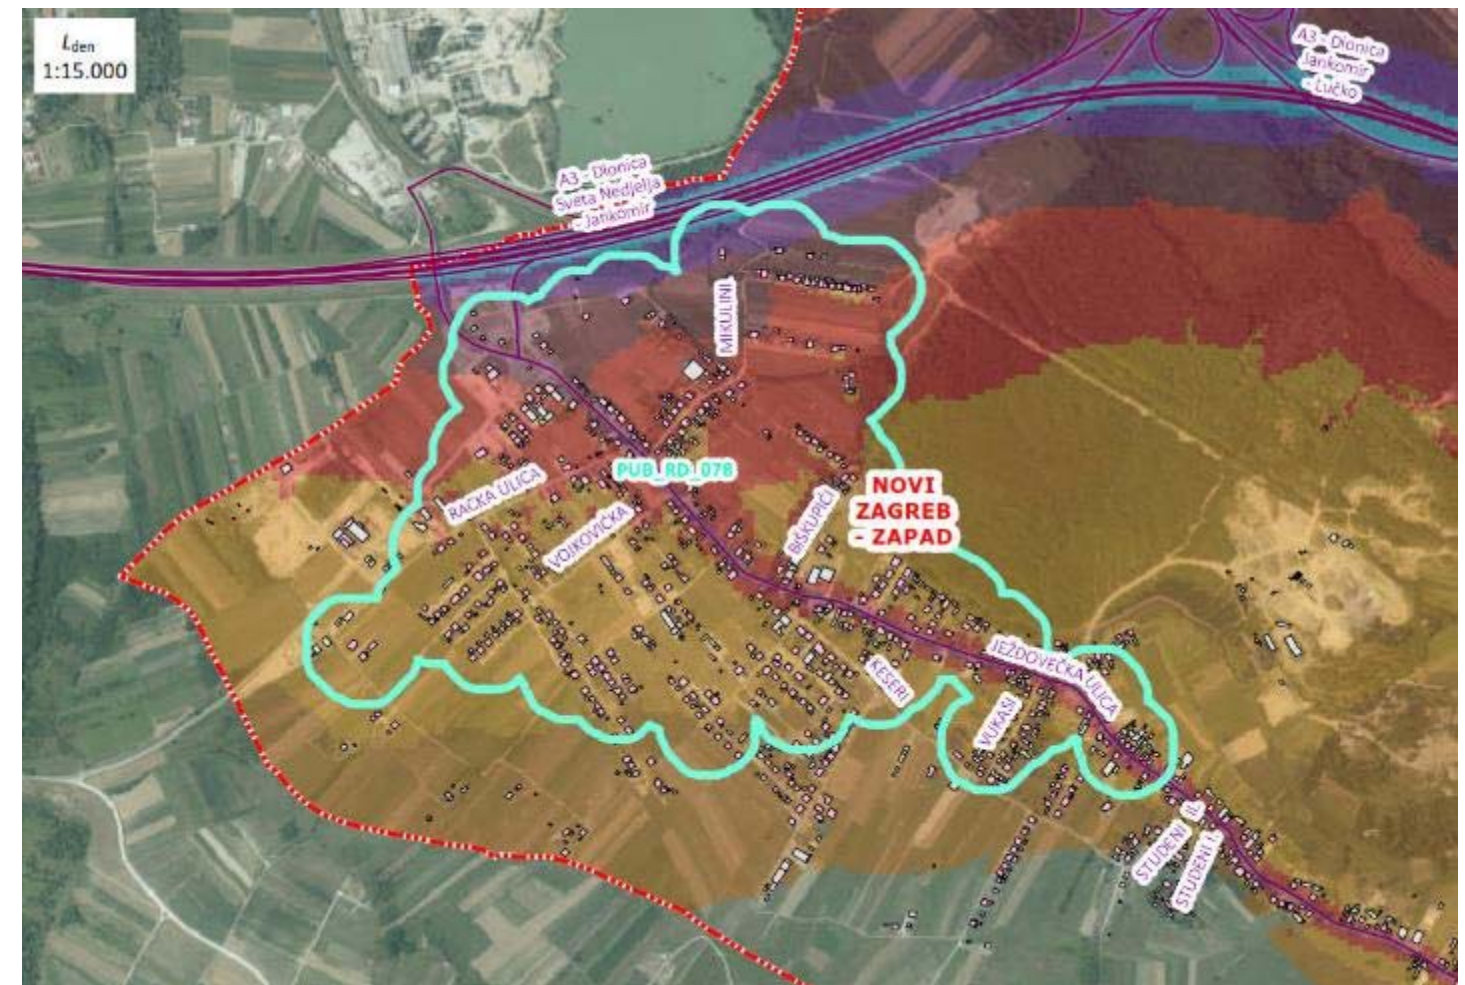 Lden
1:15.000
A3 - Dionica
Jankomir
- Lučko
A3 - Dionica
Sveta Nedjelja
- Jankomir
MIKULINI
PUB_RD_078
RAČKA ULICA
VOJKOVIĆKA
BIŠKUPIĆI
NOVI
ZAGREB
- ZAPAD
JEŽDOVEČKA ULICA
KESERI
VUKASI
STUDENI II.
STUDENI I.